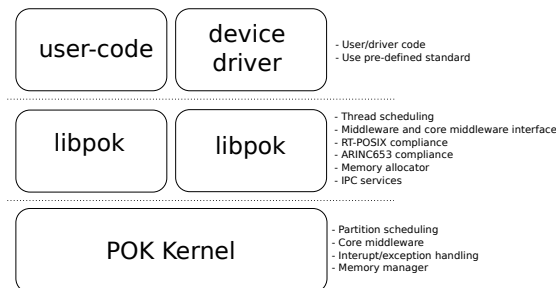 user-code
device
driver
- User/driver code
- Use pre-defined standard
libpok
libpok
- Thread scheduling
- Middleware and core middleware interface
- RT-POSIX compliance
- ARINC653 compliance
- Memory allocator
- IPC services
POK Kernel
- Partition scheduling
- Core middleware
- Interupt/exception handling
- Memory manager